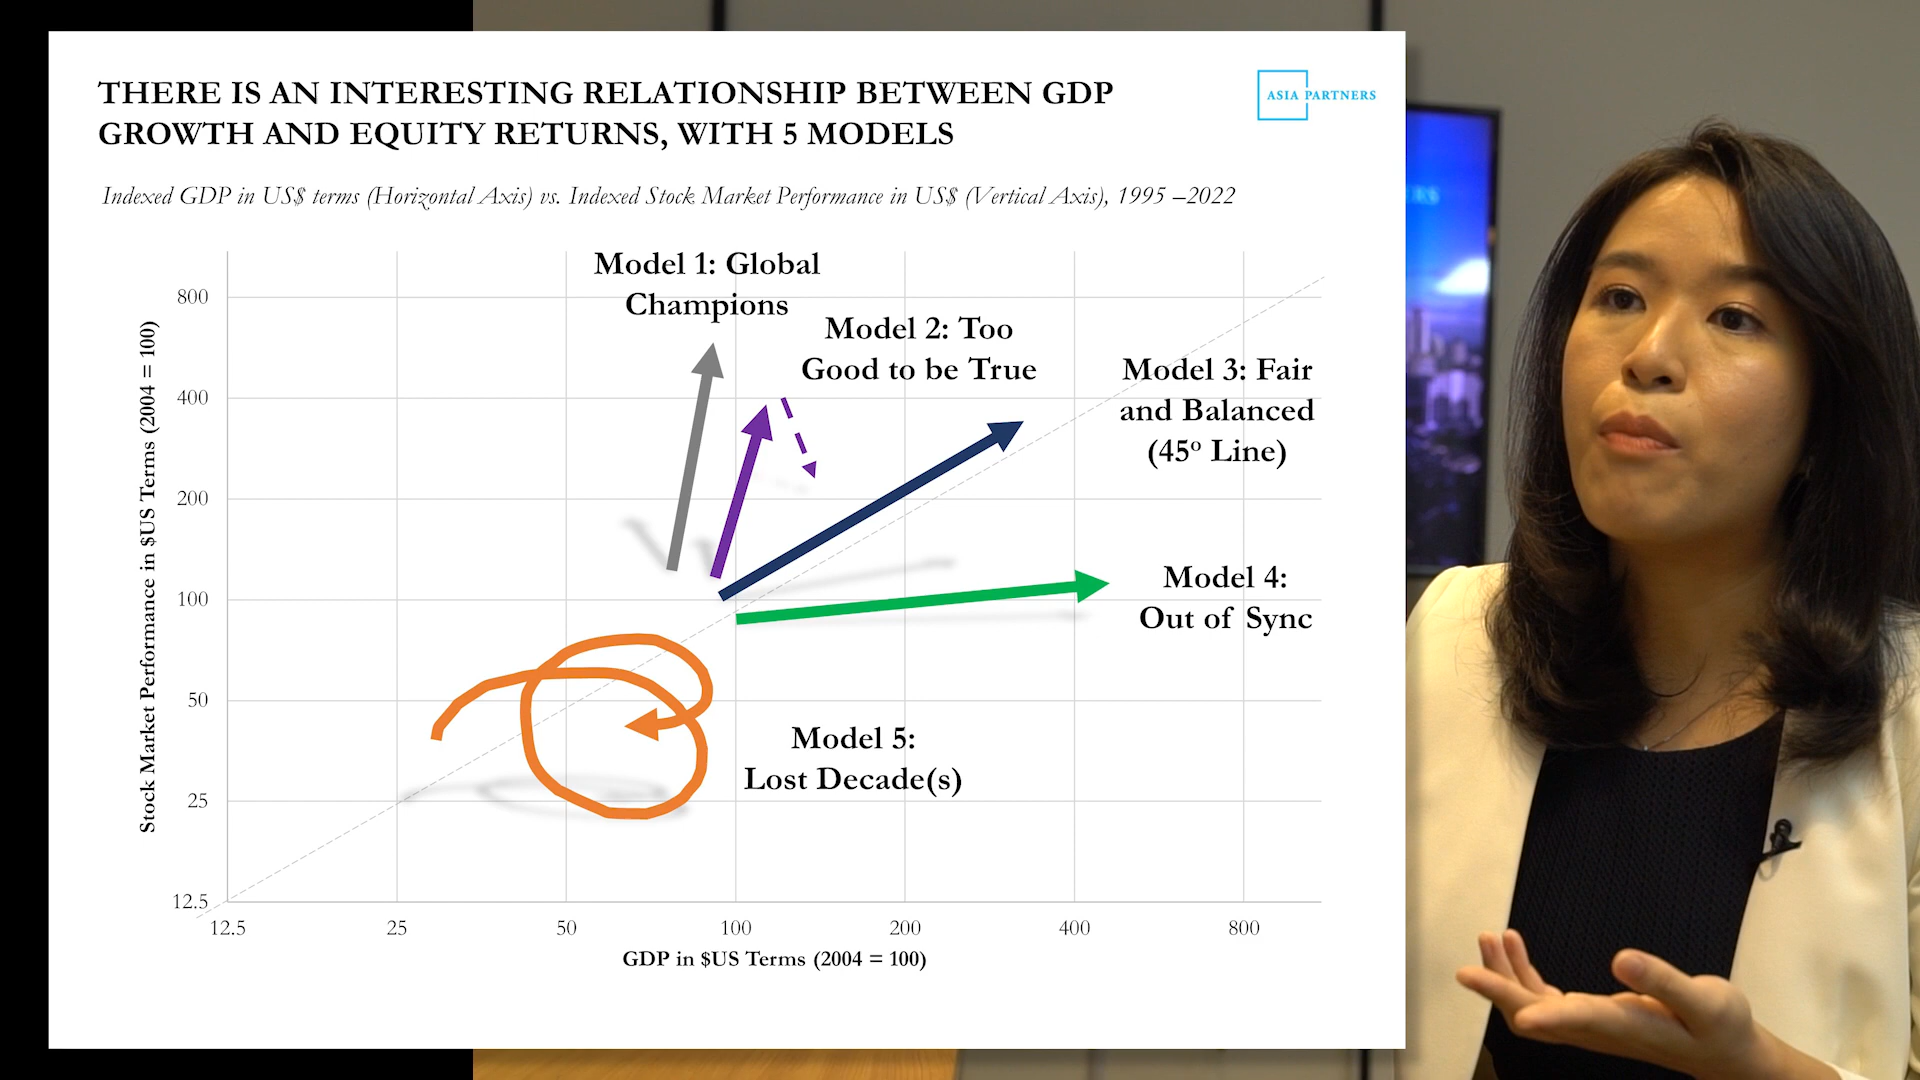 THERE IS AN INTERESTING RELATIONSHIP BETWEEN GDP
GROWTH AND EQUITY RETURNS, WITH 5 MODELS
ASIA PARTNERS
Indexed GDP in US$ terms (Horizontal Axis) vs. Indexed Stock Market Performance in US$ (Vertical Axis), 1995 –2022
Stock Market Performance in $US Terms (2004 = 100)
800
400
200
100
50
25
12.5
Model 1: Global
Champions
Model 2: Too
Good to be True
Model 3: Fair
and Balanced
(45º Line)
Model 4:
Out of Sync
Model 5:
Lost Decade(s)
12.5 25 50 100 200 400 800
GDP in $US Terms (2004 = 100)